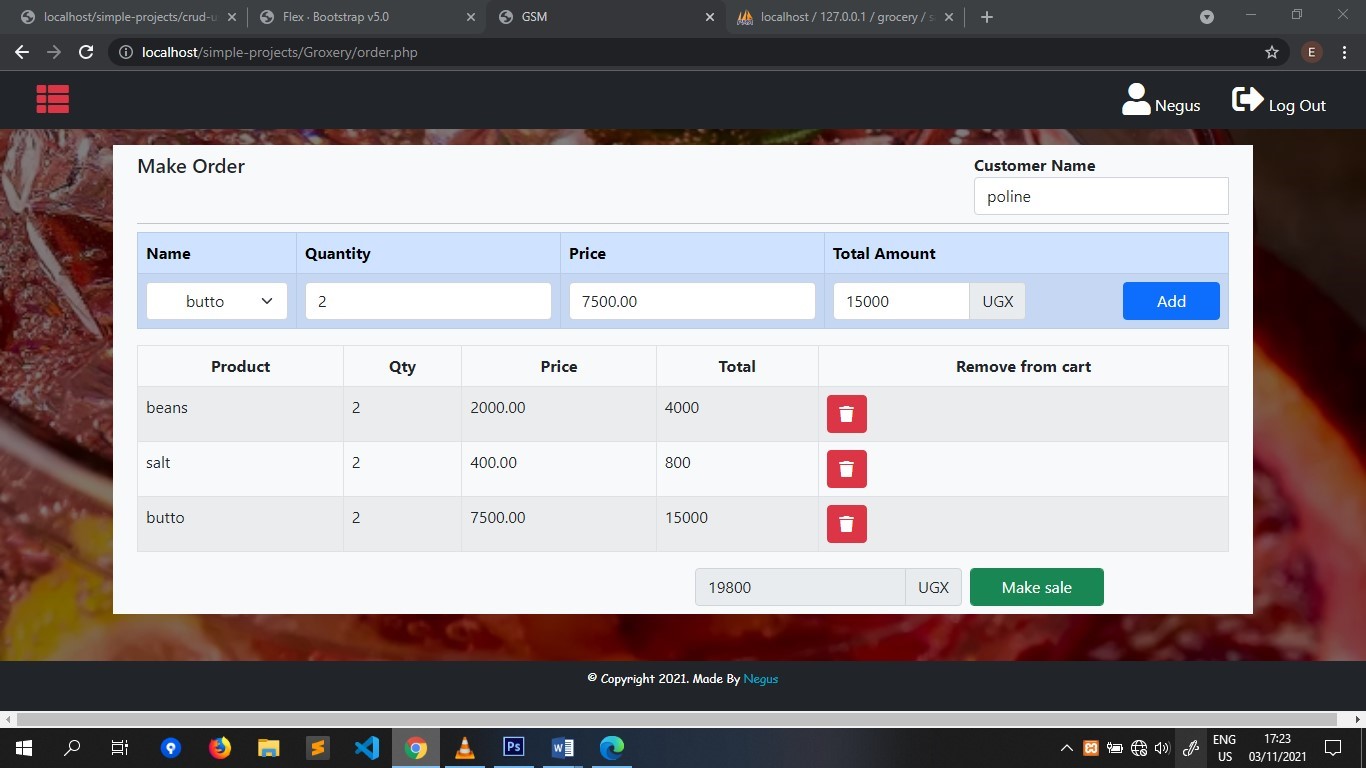 localhost/simple-projects/crud-u
Flex · Bootstrap v5.0
GSM
localhost / 127.0.0.1 / grocery / s
localhost/simple-projects/Groxery/order.php
E
Negus
Log Out
Make Order
Customer Name
poline
Name Quantity Price Total Amount
butto 2 7500.00 15000 UGX Add
Product Qty Price Total Remove from cart
beans 2 2000.00 4000
salt 2 400.00 800
butto 2 7500.00 15000
19800 UGX Make sale
© Copyright 2021. Made By Negus
ENG 17:23
US 03/11/2021